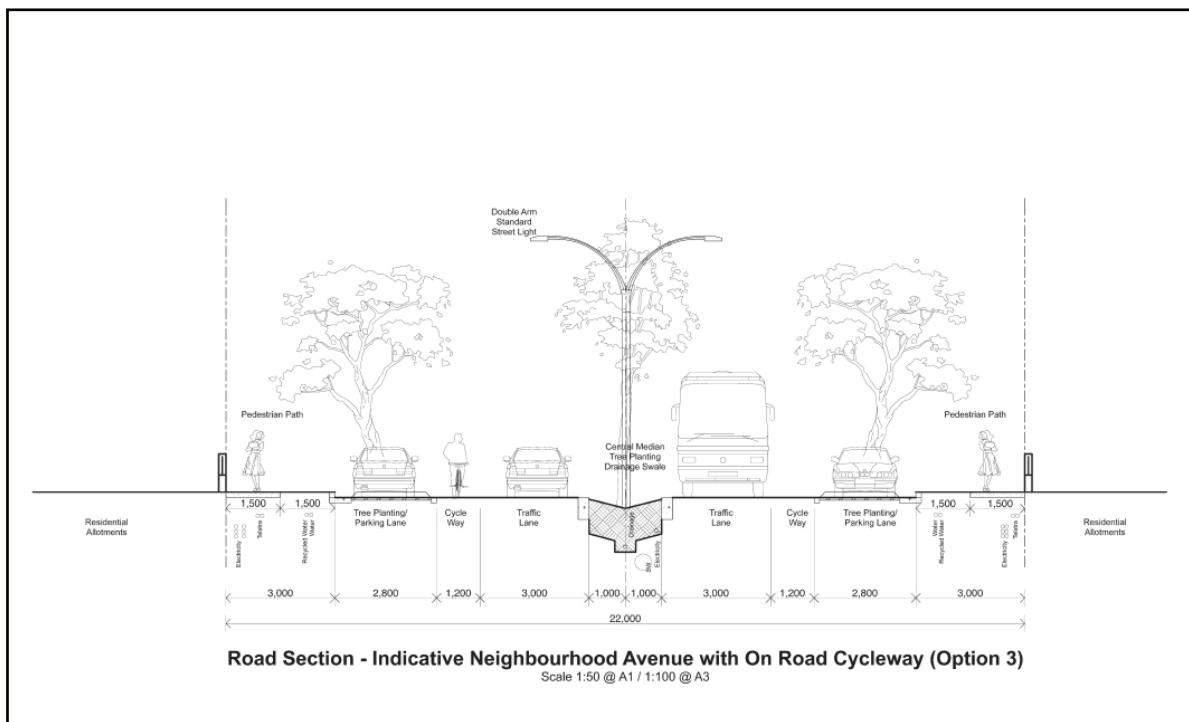 Double Arm
Standard
Street Light
Pedestrian Path
Pedestrian Path
Central Median
Tree Planting
Drainage Swale
1,500
1,500
Tree Planting/
Parking Lane
Cycle
Way
Traffic
Lane
Drainage
Traffic
Lane
Cycle
Way
Tree Planting/
Parking Lane
1,500
1,500
Residential
Allotments
Electricity
Telstra
Recycled Water
Water
SW
Electricity
Water
Recycled Water
Electricity
Telstra
Residential
Allotments
3,000
2,800
1,200
3,000
1,000
1,000
3,000
1,200
2,800
3,000
22,000
Road Section - Indicative Neighbourhood Avenue with On Road Cycleway (Option 3)
Scale 1:50 @ A1 / 1:100 @ A3